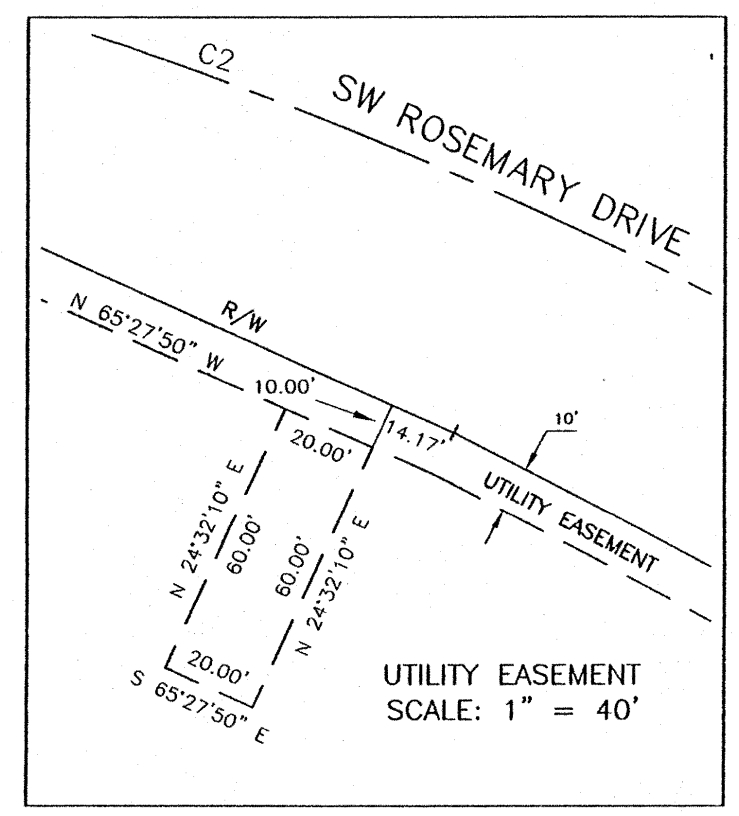 C2
SW ROSEMARY DRIVE
R/W
N 65°27'50" W
10.00'
14.17'
20.00'
10'
UTILITY EASEMENT
N 24°32'10" E
60.00'
60.00'
N 24°32'10" E
20.00'
S 65°27'50" E
UTILITY EASEMENT
SCALE: 1" = 40'